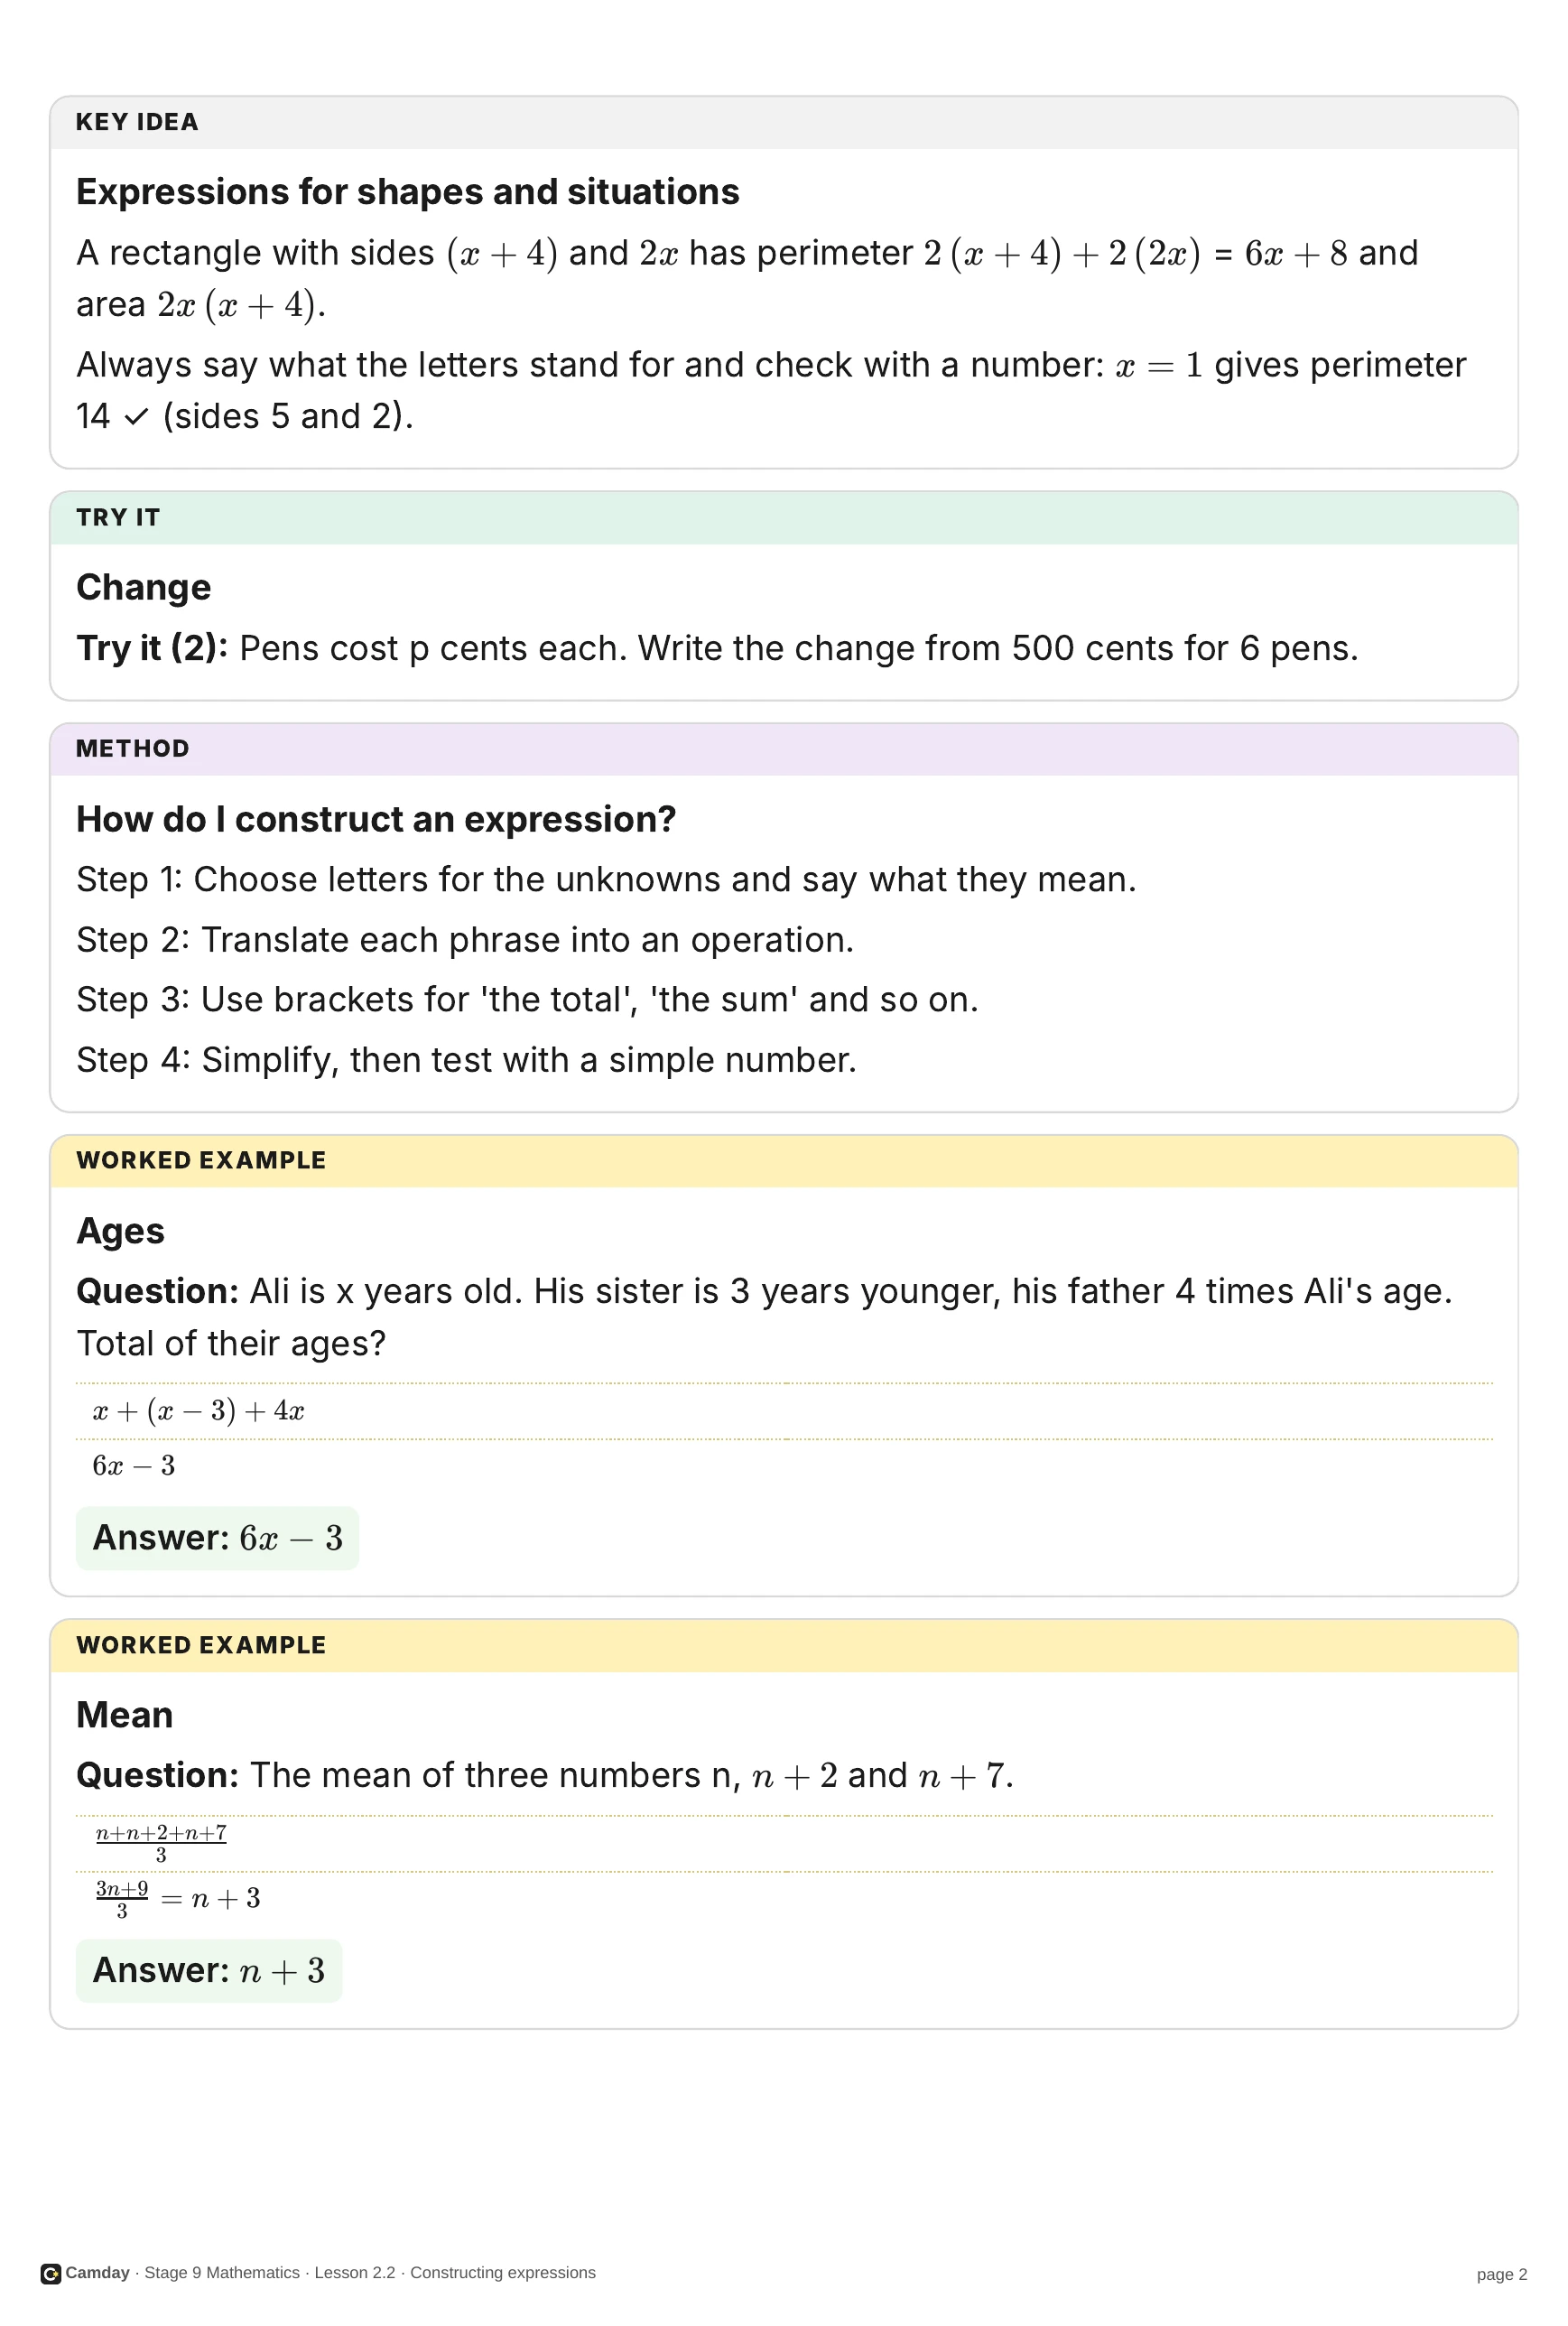 KEY IDEA
Expressions for shapes and situations
A rectangle with sides (x + 4) and 2x has perimeter 2 (x + 4) + 2 (2x) = 6x + 8 and
area 2x (x + 4).
Always say what the letters stand for and check with a number: x = 1 gives perimeter
14 ✓ (sides 5 and 2).
TRY IT
Change
Try it (2): Pens cost p cents each. Write the change from 500 cents for 6 pens.
METHOD
How do I construct an expression?
Step 1: Choose letters for the unknowns and say what they mean.
Step 2: Translate each phrase into an operation.
Step 3: Use brackets for 'the total', 'the sum' and so on.
Step 4: Simplify, then test with a simple number.
WORKED EXAMPLE
Ages
Question: Ali is x years old. His sister is 3 years younger, his father 4 times Ali's age.
Total of their ages?
x + (x − 3) + 4x
6x − 3
Answer: 6x − 3
WORKED EXAMPLE
Mean
Question: The mean of three numbers n, n + 2 and n + 7.
n+n+2+n+7
3
3n+9
3 = n + 3
Answer: n + 3
Camday · Stage 9 Mathematics · Lesson 2.2 · Constructing expressions
page 2